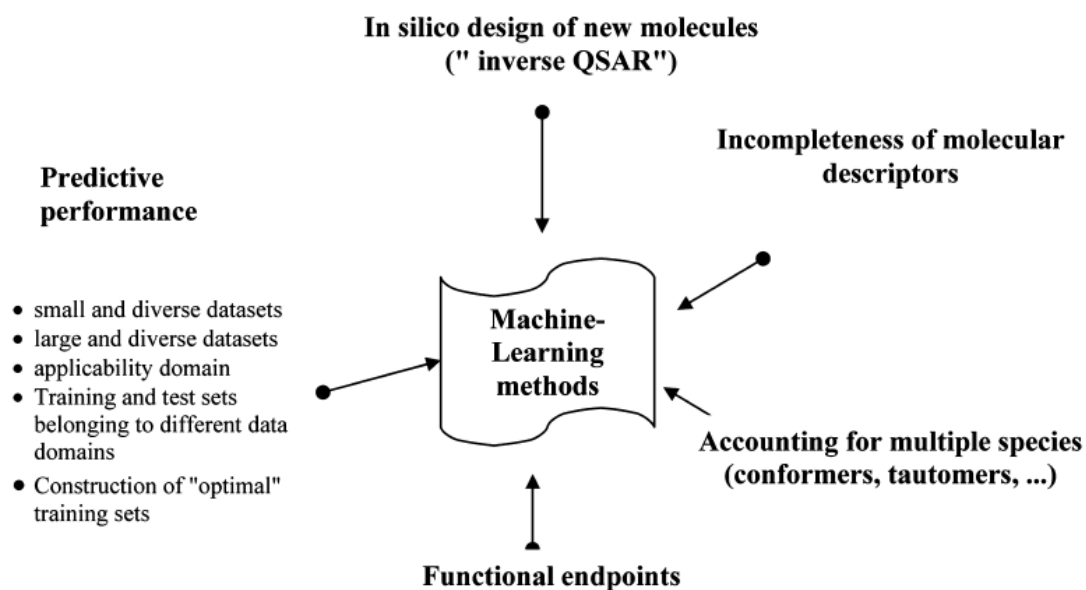 In silico design of new molecules
(" inverse QSAR")
Incompleteness of molecular
descriptors
Predictive
performance
• small and diverse datasets
• large and diverse datasets
• applicability domain
• Training and test sets
belonging to different data
domains
• Construction of "optimal"
training sets
Machine-
Learning
methods
Accounting for multiple species
(conformers, tautomers, ...)
Functional endpoints